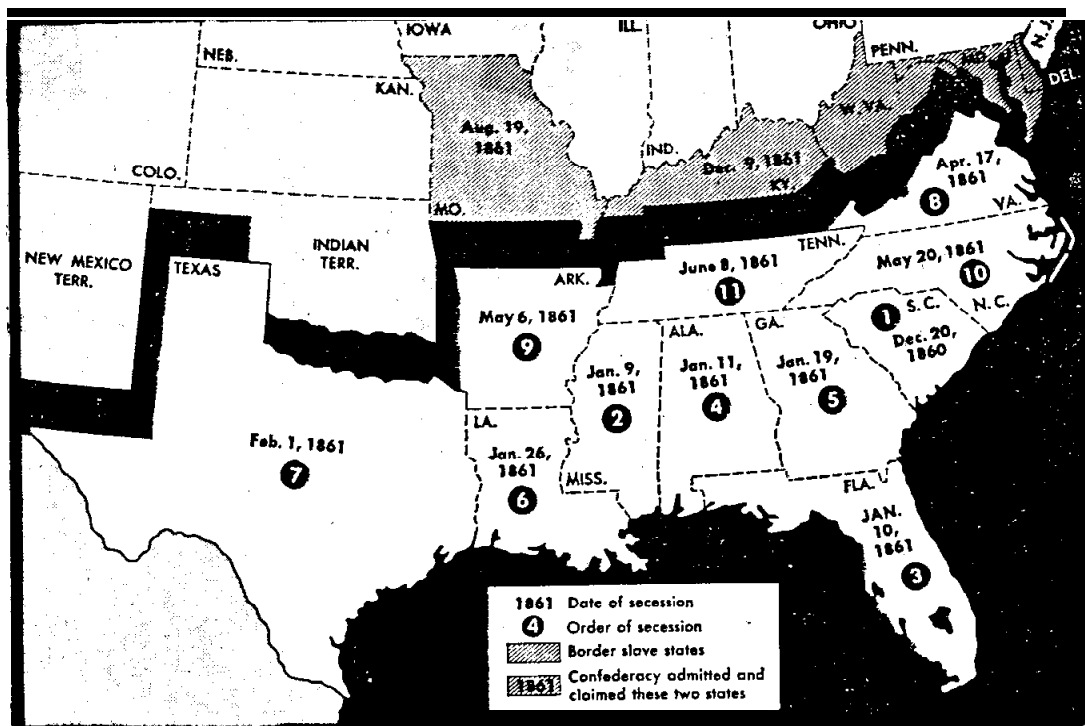 IOWA
ILL.
OHIO
N.J.
PENN.
MD.
DEL.
NEB.
KAN.
W. VA.
Aug. 19,
1861
IND.
Dec. 9, 1861
KY.
Apr. 17,
1861
8
VA.
COLO.
MO.
NEW MEXICO
TERR.
TEXAS
INDIAN
TERR.
ARK.
TENN.
June 8, 1861
11
May 20, 1861
10
N.C.
May 6, 1861
9
1
S.C.
Dec. 20,
1860
ALA.
GA.
Jan. 9,
1861
2
MISS.
Jan. 11,
1861
4
Jan. 19,
1861
5
Feb. 1, 1861
7
LA.
Jan. 26,
1861
6
FLA.
JAN.
10,
1861
3
1861 Date of secession
4 Order of secession
Border slave states
1861 Confederacy admitted and
claimed these two states